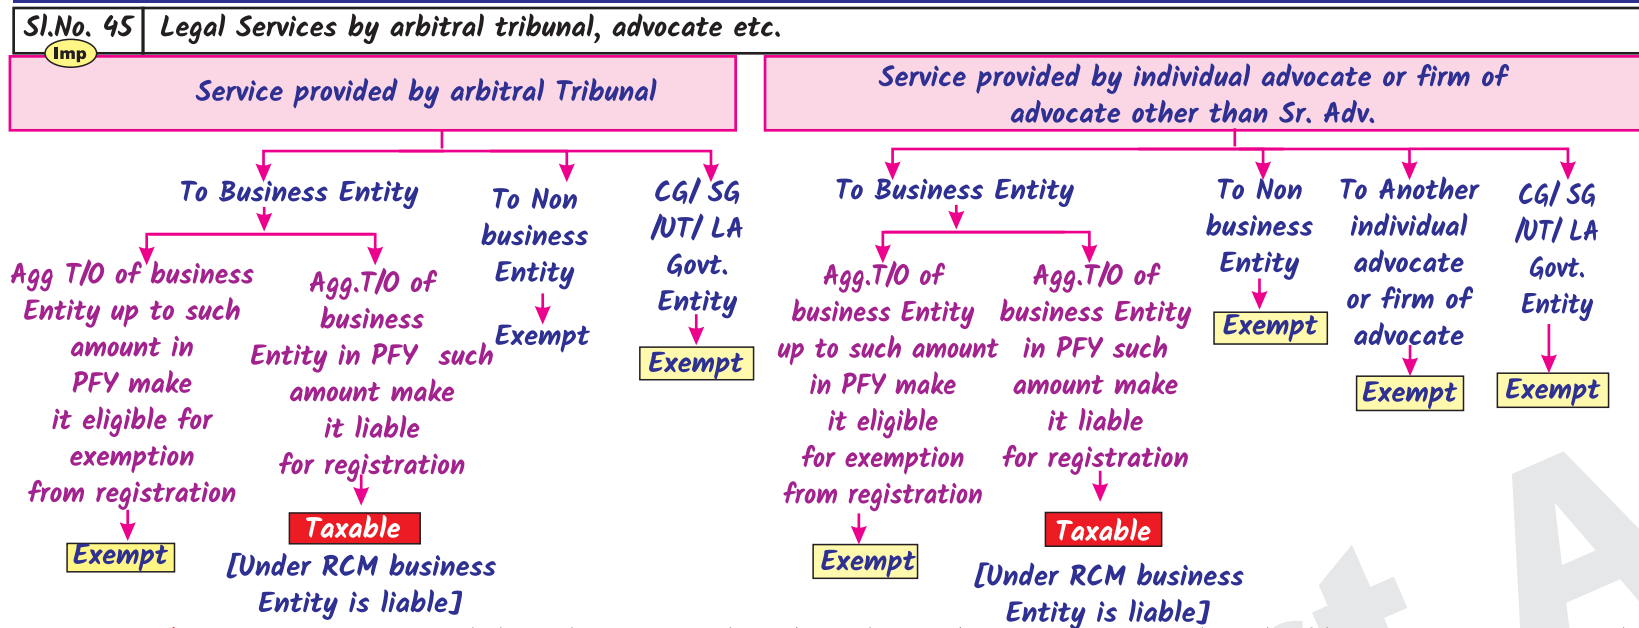 Sl.No. 45
Legal Services by arbitral tribunal, advocate etc.
Imp
Service provided by arbitral Tribunal
To Business Entity
Agg T/O of business
Entity up to such
amount in
PFY make
it eligible for
exemption
from registration
Exempt
Agg.T/O of
business
Entity in PFY such
amount make
it liable
for registration
Taxable
[Under RCM business
Entity is liable]
To Non
business
Entity
Exempt
CG/ SG
/UT/ LA
Govt.
Entity
Exempt
Service provided by individual advocate or firm of
advocate other than Sr. Adv.
To Business Entity
Agg.T/O of
business Entity
up to such amount
in PFY make
it eligible
for exemption
from registration
Exempt
Agg.T/O of
business Entity
in PFY such
amount make
it liable
for registration
Taxable
[Under RCM business
Entity is liable]
To Non
business
Entity
Exempt
To Another
individual
advocate
or firm of
advocate
Exempt
CG/ SG
/UT/ LA
Govt.
Entity
Exempt